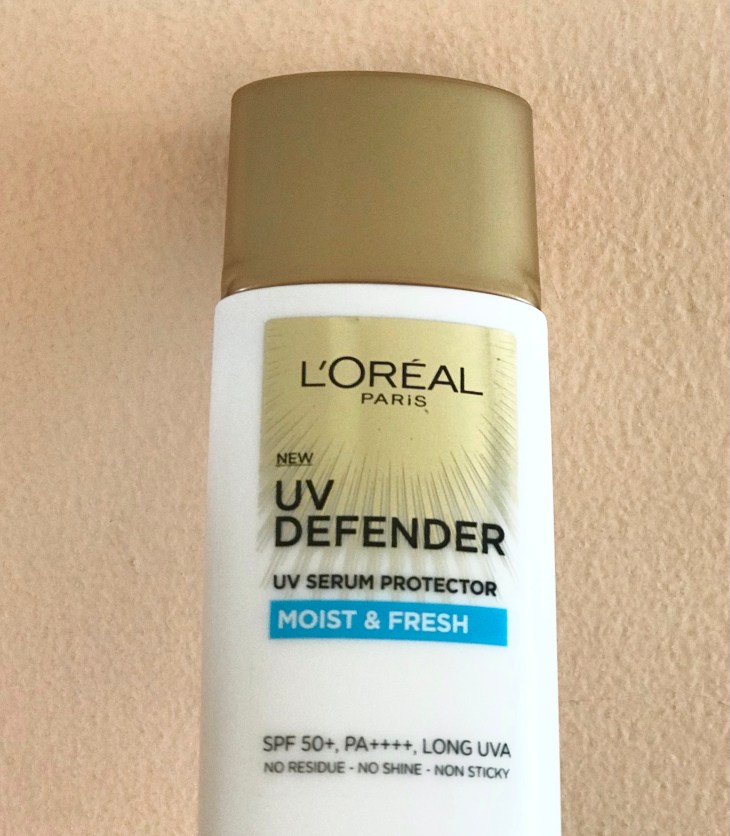 L'ORÉAL
PARiS
NEW
UV
DEFENDER
UV SERUM PROTECTOR
MOIST & FRESH
SPF 50+, PA++++, LONG UVA
NO RESIDUE - NO SHINE - NON STICKY